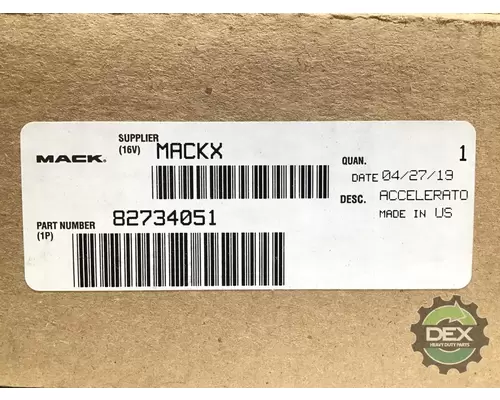 MACK®
SUPPLIER
(16V)
MACKX
QUAN. 1
DATE 04/27/19
DESC. ACCELERATO
MADE IN US
PART NUMBER
(1P)
82734051
DEX
HEAVY DUTY PARTS